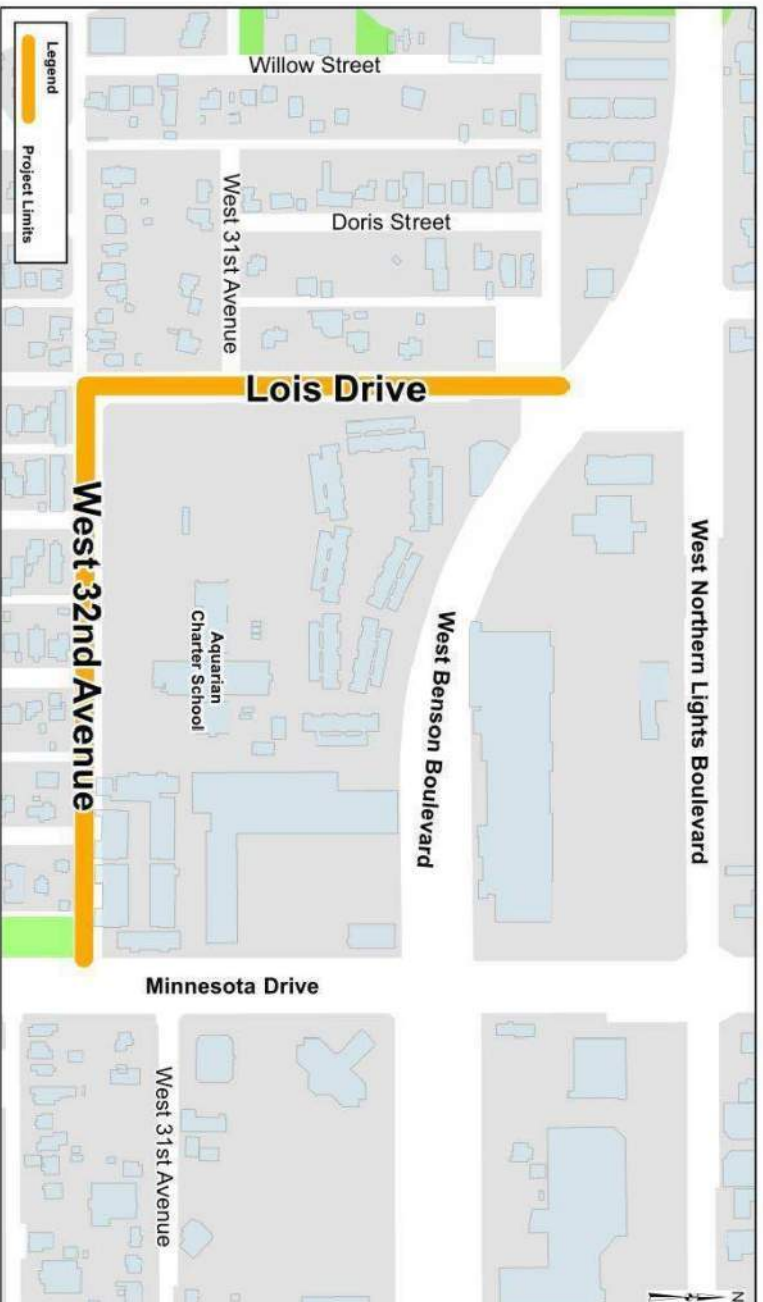 Willow Street
Doris Street
West 31st Avenue
Lois Drive
West 32nd Avenue
Aquarian
Charter School
West Benson Boulevard
West Northern Lights Boulevard
Minnesota Drive
West 31st Avenue
N
Legend
Project Limits